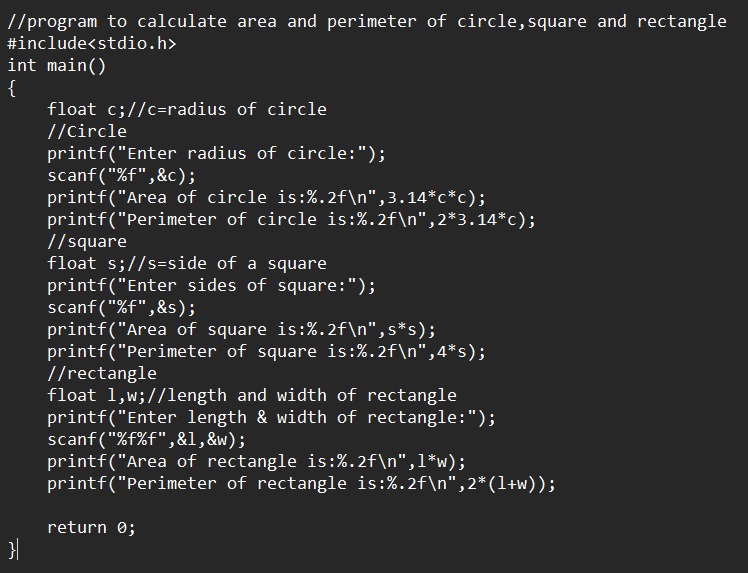 //program to calculate area and perimeter of circle,square and rectangle
#include<stdio.h>
int main()
{
    float c;//c=radius of circle
    //Circle
    printf("Enter radius of circle:");
    scanf("%f",&c);
    printf("Area of circle is:%.2f\n",3.14*c*c);
    printf("Perimeter of circle is:%.2f\n",2*3.14*c);
    //square
    float s;//s=side of a square
    printf("Enter sides of square:");
    scanf("%f",&s);
    printf("Area of square is:%.2f\n",s*s);
    printf("Perimeter of square is:%.2f\n",4*s);
    //rectangle
    float l,w;//length and width of rectangle
    printf("Enter length & width of rectangle:");
    scanf("%f%f",&l,&w);
    printf("Area of rectangle is:%.2f\n",l*w);
    printf("Perimeter of rectangle is:%.2f\n",2*(l+w));

    return 0;
}